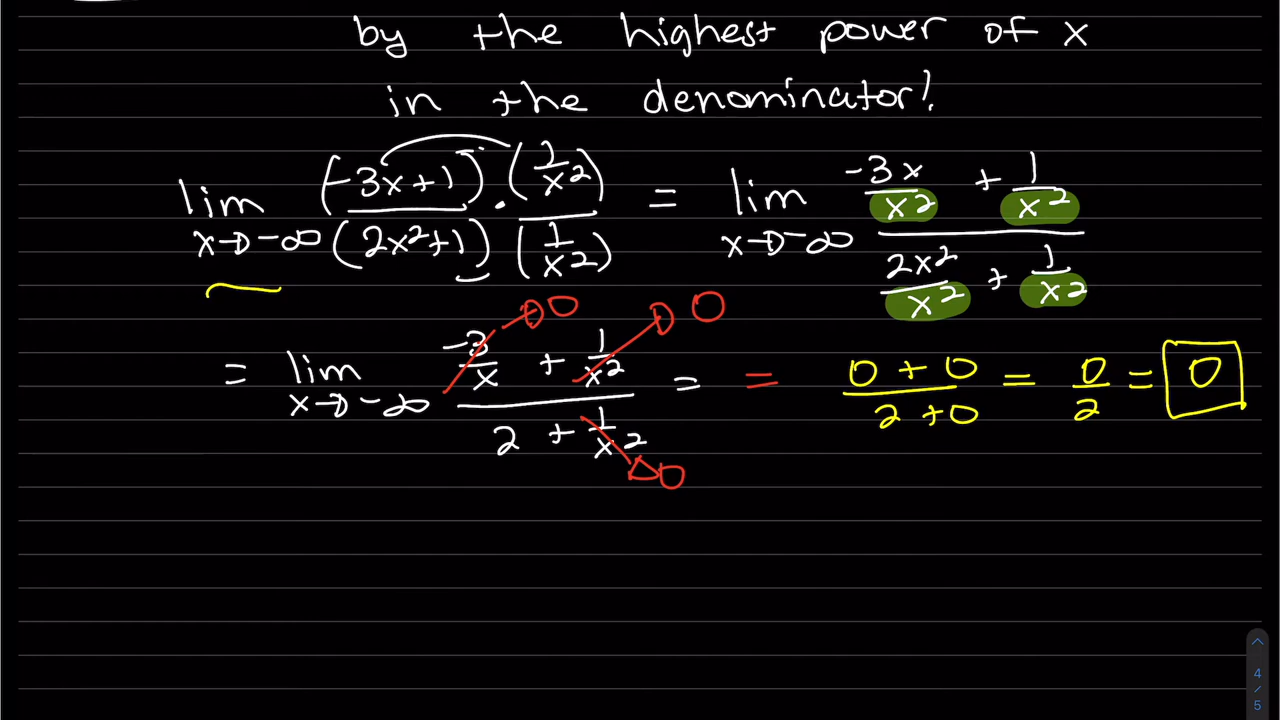 by the highest power of x
in the denominator!
lim x→-∞ (-3x+1)/(2x²+1) · (1/x²)/(1/x²) = lim x→-∞ (-3x/x² + 1/x²)/(2x²/x² + 1/x²)
= lim x→-∞ (-3/x →0 + 1/x² →0)/(2 + 1/x² →0) = = (0+0)/(2+0) = 0/2 = 0
4
/
5